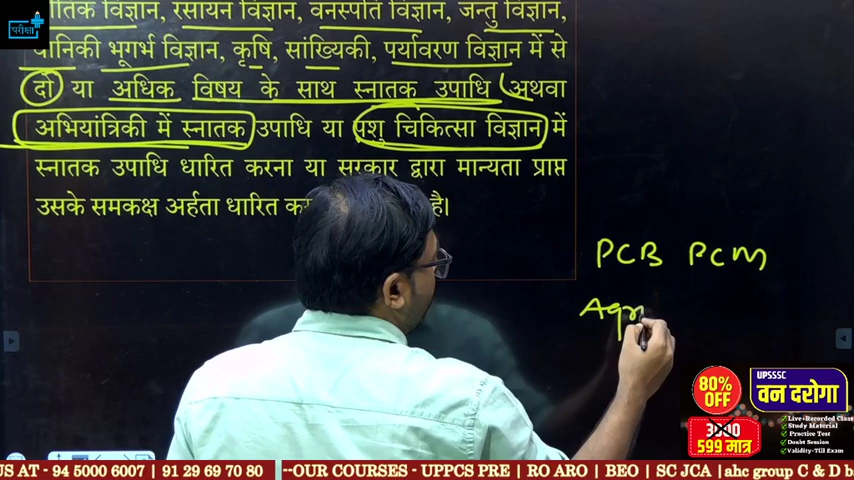 विज्ञान, रसायन विज्ञान, वनस्पति विज्ञान, जन्तु विज्ञान,
भूगर्भ विज्ञान, कृषि, सांख्यिकी, पर्यावरण विज्ञान में से
दो या अधिक विषय के साथ स्नातक उपाधि अथवा
अभियांत्रिकी में स्नातक उपाधि या पशु चिकित्सा विज्ञान में
स्नातक उपाधि धारित करना या सरकार द्वारा मान्यता प्राप्त
उसके समकक्ष अर्हता धारित है।
PCB PCM
Agr
परीक्षा
80%
OFF
3000
599 मात्र
UPSSSC
वन दरोगा
Live+Recorded Class
Study Material
Practice Test
Doubt Session
Validity-Till Exam
US AT - 94 5000 6007 | 91 29 69 70 80 --OUR COURSES - UPPCS PRE | RO ARO | BEO | SC JCA | ahc group C & D